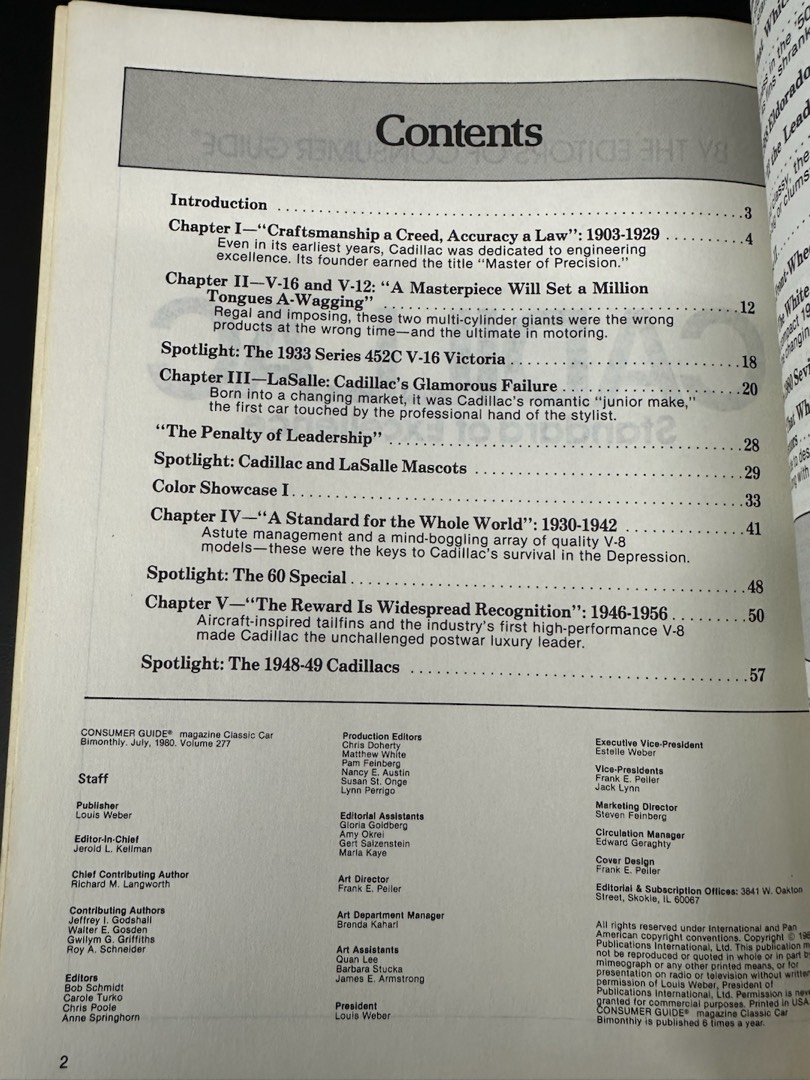 Contents
Introduction ........................................ 3
Chapter I—“Craftsmanship a Creed, Accuracy a Law”: 1903-1929 .......... 4
Even in its earliest years, Cadillac was dedicated to engineering
excellence. Its founder earned the title “Master of Precision.”
Chapter II—V-16 and V-12: “A Masterpiece Will Set a Million
Tongues A-Wagging” ........................................ 12
Regal and imposing, these two multi-cylinder giants were the wrong
products at the wrong time—and the ultimate in motoring.
Spotlight: The 1933 Series 452C V-16 Victoria .......................... 18
Chapter III—LaSalle: Cadillac’s Glamorous Failure .................... 20
Born into a changing market, it was Cadillac’s romantic “junior make,”
the first car touched by the professional hand of the stylist.
“The Penalty of Leadership” ........................................ 28
Spotlight: Cadillac and LaSalle Mascots .............................. 29
Color Showcase I ........................................ 33
Chapter IV—“A Standard for the Whole World”: 1930-1942 ............. 41
Astute management and a mind-boggling array of quality V-8
models—these were the keys to Cadillac’s survival in the Depression.
Spotlight: The 60 Special ........................................ 48
Chapter V—“The Reward Is Widespread Recognition”: 1946-1956 ......... 50
Aircraft-inspired tailfins and the industry’s first high-performance V-8
made Cadillac the unchallenged postwar luxury leader.
Spotlight: The 1948-49 Cadillacs .................................... 57
CONSUMER GUIDE® magazine Classic Car
Bimonthly. July, 1980. Volume 277
Staff
Publisher
Louis Weber
Editor-In-Chief
Jerold L. Kellman
Chief Contributing Author
Richard M. Langworth
Contributing Authors
Jeffrey I. Godshall
Walter E. Gosden
Gwilym G. Griffiths
Roy A. Schneider
Editors
Bob Schmidt
Carole Turko
Chris Poole
Anne Springhorn
Production Editors
Chris Doherty
Matthew White
Pam Feinberg
Nancy E. Austin
Susan St. Onge
Lynn Perrigo
Editorial Assistants
Gloria Goldberg
Amy Okrei
Gert Salzenstein
Marla Kaye
Art Director
Frank E. Peiler
Art Department Manager
Brenda Kahari
Art Assistants
Quan Lee
Barbara Stucka
James E. Armstrong
President
Louis Weber
Executive Vice-President
Estelle Weber
Vice-Presidents
Frank E. Peiler
Jack Lynn
Marketing Director
Steven Feinberg
Circulation Manager
Edward Geraghty
Cover Design
Frank E. Peiler
Editorial & Subscription Offices: 3841 W. Oakton
Street, Skokie, IL 60067
All rights reserved under International and Pan
American copyright conventions. Copyright © 198
Publications International, Ltd. This publication m
not be reproduced or quoted in whole or in part b
mimeograph or any other printed means, or for
presentation on radio or television without writte
permission of Louis Weber, President of
Publications International, Ltd. Permission is nev
granted for commercial purposes. Printed in USA
CONSUMER GUIDE® magazine Classic Car
Bimonthly is published 6 times a year.
2